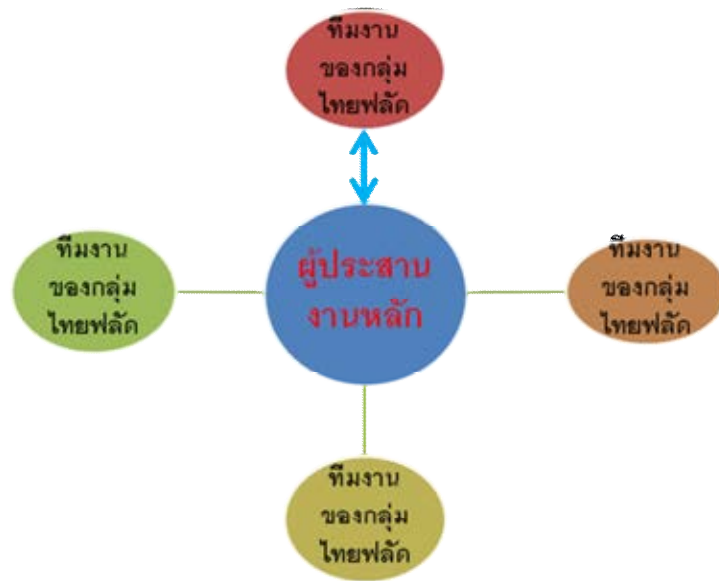 ทีมงาน
ของกลุ่ม
ไทยพลัด
ทีมงาน
ของกลุ่ม
ไทยพลัด
ผู้ประสาน
งานหลัก
ทีมงาน
ของกลุ่ม
ไทยพลัด
ทีมงาน
ของกลุ่ม
ไทยพลัด